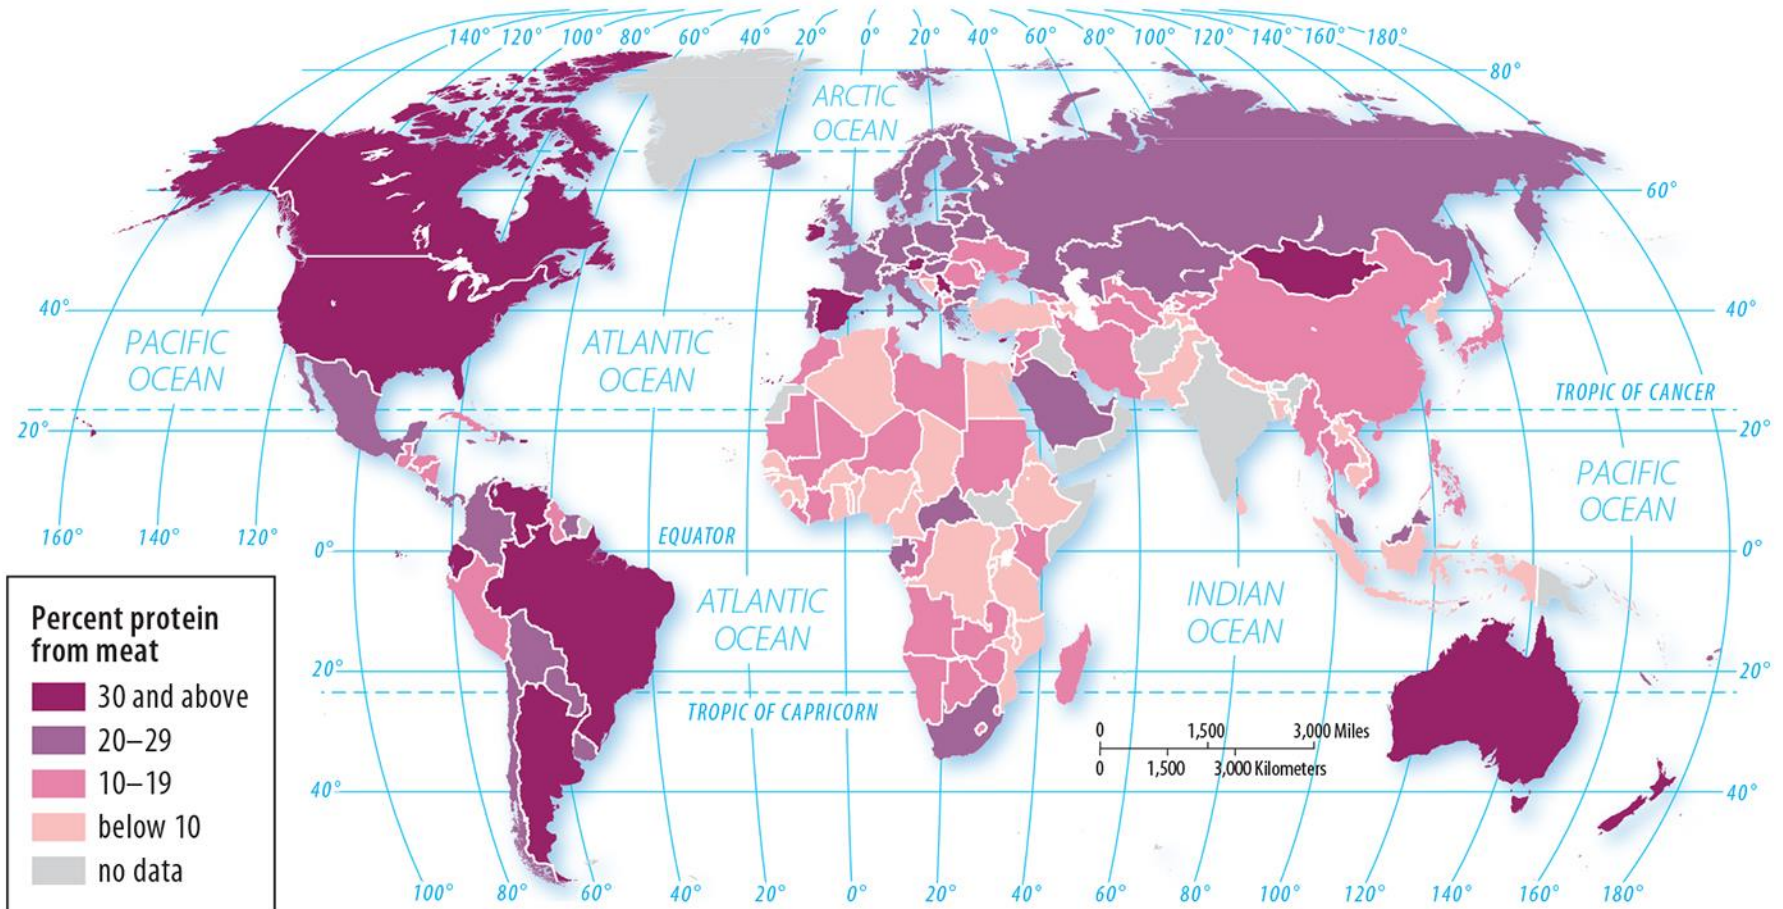 140° 120° 100° 80° 60° 40° 20° 0° 20° 40° 60° 80° 100° 120° 140° 160° 180°
80°
ARCTIC
OCEAN
60°
40°
40°
PACIFIC
OCEAN
ATLANTIC
OCEAN
TROPIC OF CANCER
20°
20°
PACIFIC
OCEAN
160° 140° 120°
0°
EQUATOR
0°
ATLANTIC
OCEAN
INDIAN
OCEAN
20°
20°
TROPIC OF CAPRICORN
0 1,500 3,000 Miles
0 1,500 3,000 Kilometers
40°
40°
Percent protein
from meat
30 and above
20–29
10–19
below 10
no data
100° 80° 60° 40° 20° 0° 20° 40° 60° 80° 100° 120° 140° 160° 180°